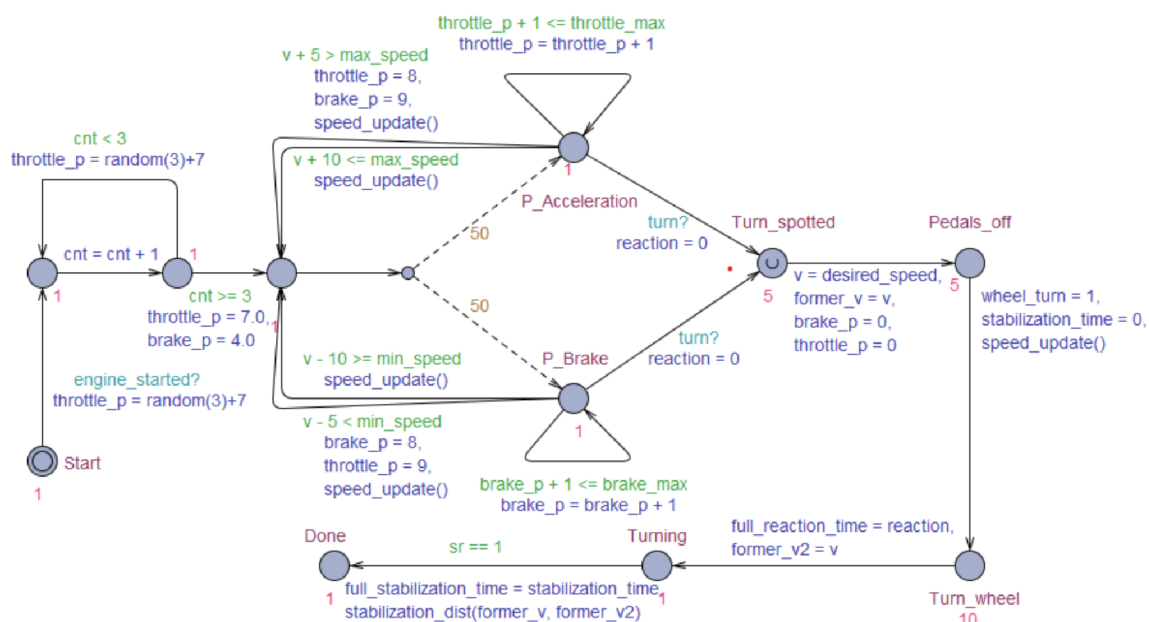 throttle_p + 1 <= throttle_max
throttle_p = throttle_p + 1
v + 5 > max_speed
throttle_p = 8,
brake_p = 9,
speed_update()
cnt < 3
throttle_p = random(3)+7
v + 10 <= max_speed
speed_update()
1
P_Acceleration
50
turn?
reaction = 0
Turn_spotted
Pedals_off
cnt = cnt + 1
1
1
cnt >= 3
throttle_p = 7.0,
brake_p = 4.0
1
5
v = desired_speed,
former_v = v,
brake_p = 0,
throttle_p = 0
5
wheel_turn = 1,
stabilization_time = 0,
speed_update()
50
turn?
reaction = 0
v - 10 >= min_speed
speed_update()
P_Brake
1
engine_started?
throttle_p = random(3)+7
v - 5 < min_speed
brake_p = 8,
throttle_p = 9,
speed_update()
Start
1
brake_p + 1 <= brake_max
brake_p = brake_p + 1
Done
sr == 1
Turning
full_reaction_time = reaction,
former_v2 = v
1
full_stabilization_time = stabilization_time,
stabilization_dist(former_v, former_v2)
1
Turn_wheel
10